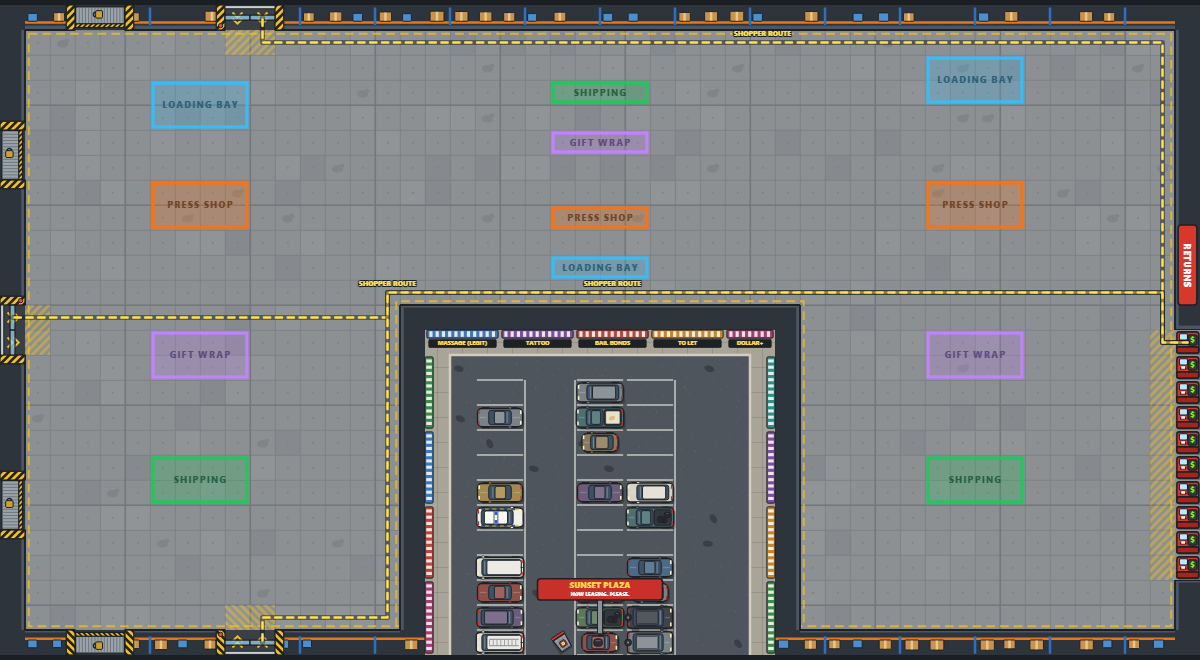 SHOPPER ROUTE
LOADING BAY
SHIPPING
LOADING BAY
GIFT WRAP
PRESS SHOP
PRESS SHOP
PRESS SHOP
LOADING BAY
RETURNS
SHOPPER ROUTE
SHOPPER ROUTE
GIFT WRAP
MASSAGE (LEGIT)
TATTOO
BAIL BONDS
TO LET
DOLLAR+
GIFT WRAP
$
$
$
$
$
$
$
$
$
$
SHIPPING
SHIPPING
SUNSET PLAZA
NOW LEASING. PLEASE.